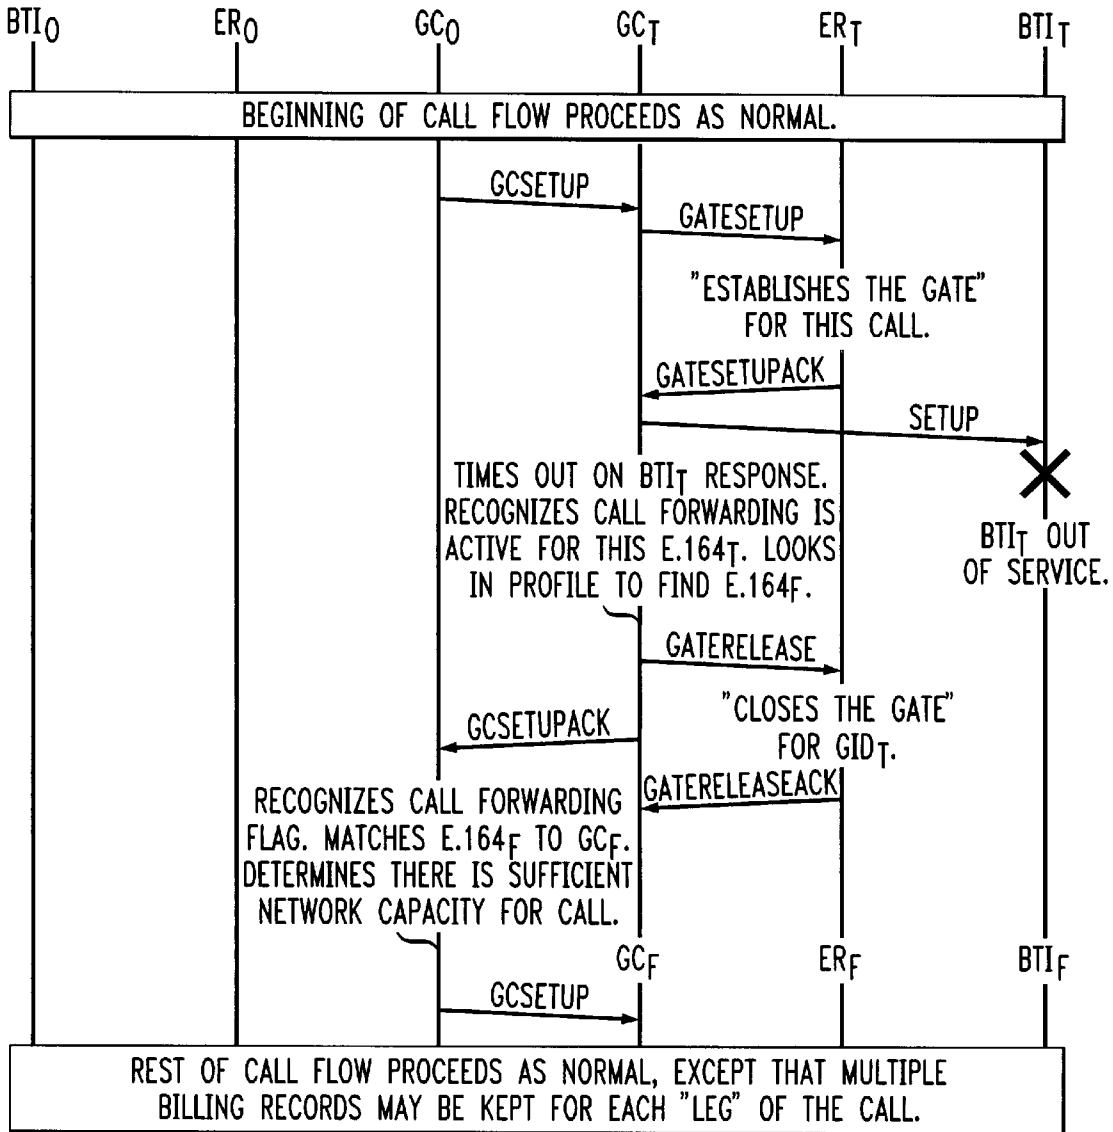 BTIO ERO GCO GCT ERT BTIT
BEGINNING OF CALL FLOW PROCEEDS AS NORMAL.
GCSETUP
GATESETUP
"ESTABLISHES THE GATE"
FOR THIS CALL.
GATESETUPACK
SETUP
TIMES OUT ON BTIT RESPONSE.
RECOGNIZES CALL FORWARDING IS
ACTIVE FOR THIS E.164T. LOOKS
IN PROFILE TO FIND E.164F.
BTIT OUT
OF SERVICE.
GATERELEASE
"CLOSES THE GATE"
FOR GIDT.
GCSETUPACK
GATERELEASEACK
RECOGNIZES CALL FORWARDING
FLAG. MATCHES E.164F TO GCF.
DETERMINES THERE IS SUFFICIENT
NETWORK CAPACITY FOR CALL.
GCF ERF BTIF
GCSETUP
REST OF CALL FLOW PROCEEDS AS NORMAL, EXCEPT THAT MULTIPLE
BILLING RECORDS MAY BE KEPT FOR EACH "LEG" OF THE CALL.